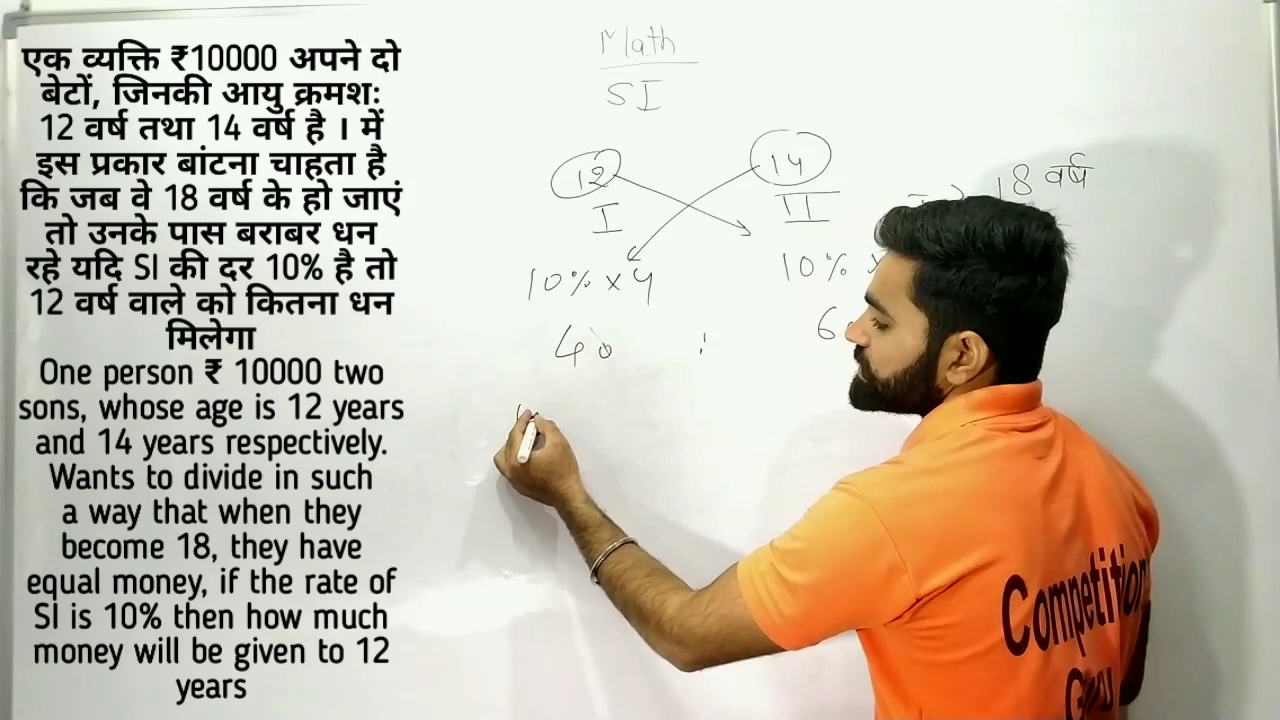 एक व्यक्ति ₹10000 अपने दो
बेटों, जिनकी आयु क्रमशः
12 वर्ष तथा 14 वर्ष है । में
इस प्रकार बांटना चाहता है
कि जब वे 18 वर्ष के हो जाएं
तो उनके पास बराबर धन
रहे यदि SI की दर 10% है तो
12 वर्ष वाले को कितना धन
मिलेगा
One person ₹ 10000 two
sons, whose age is 12 years
and 14 years respectively.
Wants to divide in such
a way that when they
become 18, they have
equal money, if the rate of
SI is 10% then how much
money will be given to 12
years
Math
SI
12 14
18 वर्ष
I II
10% × 4 10%
40 : 6
Competition